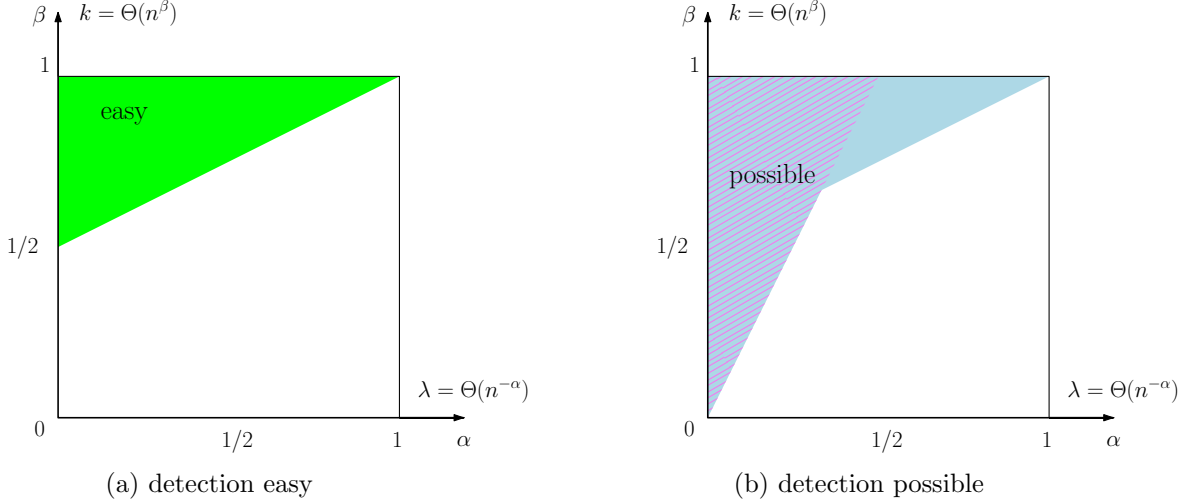 β
k = Θ(n^β)
1
easy
1/2
λ = Θ(n^{-α})
0
1/2
1
α
(a) detection easy
β
k = Θ(n^β)
1
possible
1/2
λ = Θ(n^{-α})
0
1/2
1
α
(b) detection possible